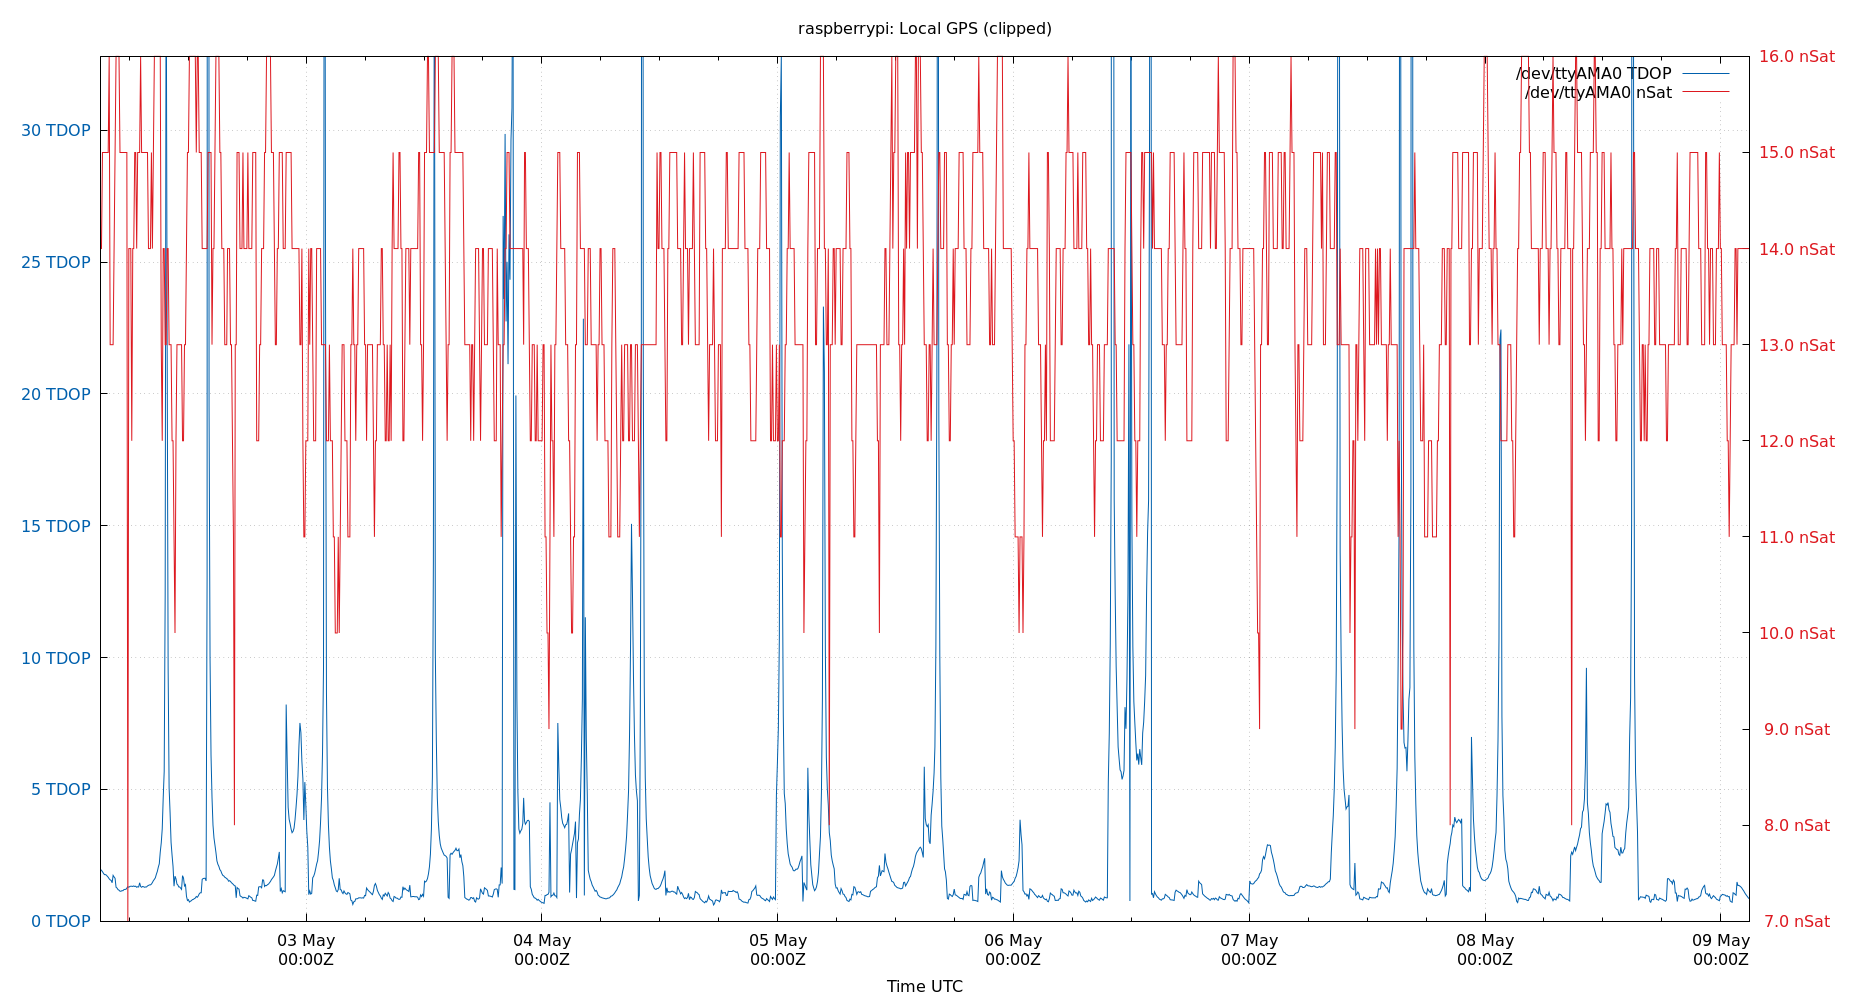 raspberrypi: Local GPS (clipped)
/dev/ttyAMA0 TDOP
/dev/ttyAMA0 nSat
30 TDOP
25 TDOP
20 TDOP
15 TDOP
10 TDOP
5 TDOP
0 TDOP
16.0 nSat
15.0 nSat
14.0 nSat
13.0 nSat
12.0 nSat
11.0 nSat
10.0 nSat
9.0 nSat
8.0 nSat
7.0 nSat
03 May
00:00Z
04 May
00:00Z
05 May
00:00Z
06 May
00:00Z
07 May
00:00Z
08 May
00:00Z
09 May
00:00Z
Time UTC